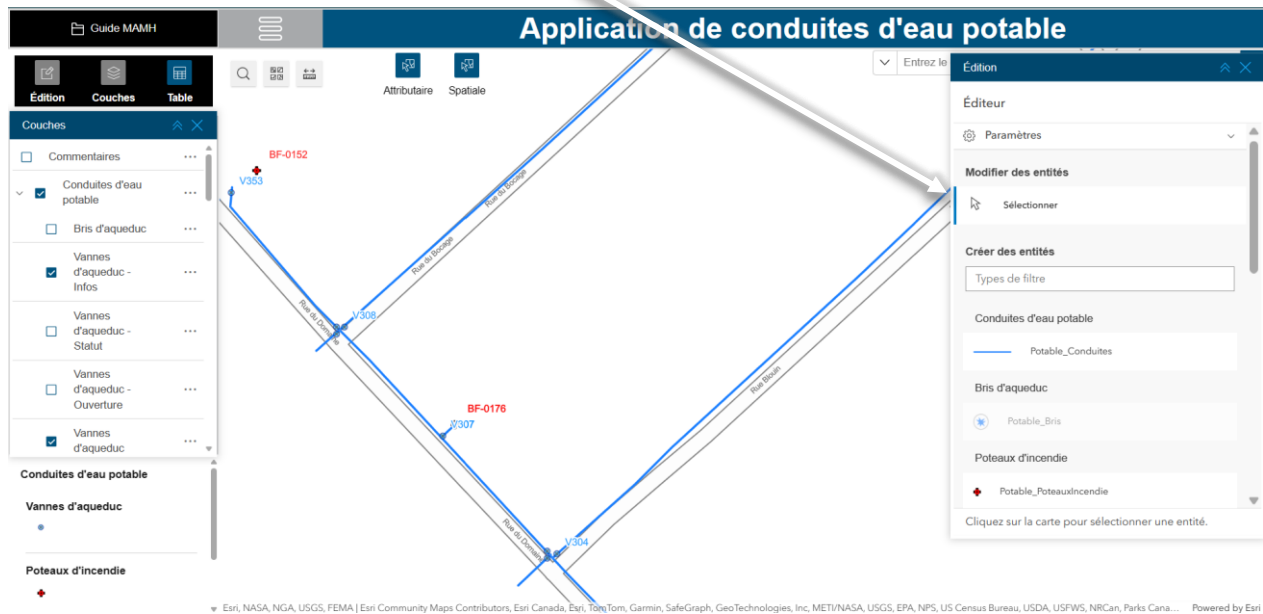 Guide MAMH
Application de conduites d'eau potable
Édition
Couches
Table
Attributaire
Spatiale
Entrez le
Couches
Commentaires
Conduites d'eau
potable
Bris d'aqueduc
Vannes
d'aqueduc -
Infos
Vannes
d'aqueduc -
Statut
Vannes
d'aqueduc -
Ouverture
Vannes
d'aqueduc
Conduites d'eau potable
Vannes d'aqueduc
Poteaux d'incendie
BF-0152
V353
Rue du Bocage
Rue du Bocage
Rue du Domaine
V308
BF-0176
V307
Rue Blouin
Rue du Domaine
V304
Édition
Éditeur
Paramètres
Modifier des entités
Sélectionner
Créer des entités
Types de filtre
Conduites d'eau potable
Potable_Conduites
Bris d'aqueduc
Potable_Bris
Poteaux d'incendie
Potable_PoteauxIncendie
Cliquez sur la carte pour sélectionner une entité.
Esri, NASA, NGA, USGS, FEMA | Esri Community Maps Contributors, Esri Canada, Esri, TomTom, Garmin, SafeGraph, GeoTechnologies, Inc, METI/NASA, USGS, EPA, NPS, US Census Bureau, USDA, USFWS, NRCan, Parks Cana... Powered by Esri